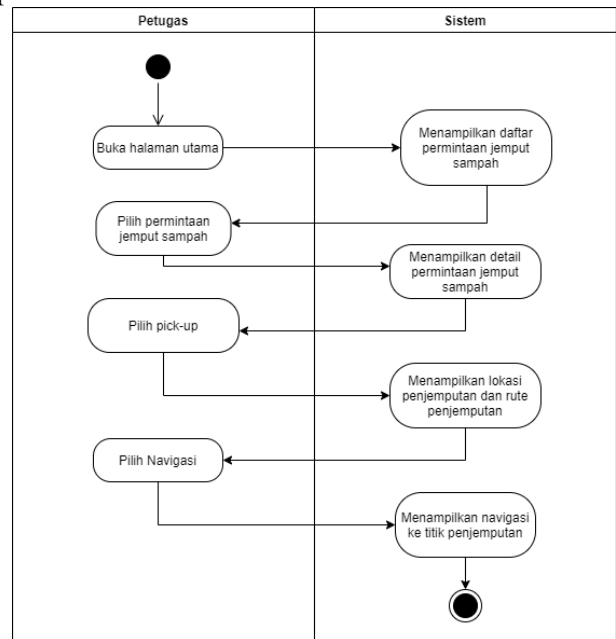 Petugas
Sistem
Buka halaman utama
Menampilkan daftar
permintaan jemput
sampah
Pilih permintaan
jemput sampah
Menampilkan detail
permintaan jemput
sampah
Pilih pick-up
Menampilkan lokasi
penjemputan dan rute
penjemputan
Pilih Navigasi
Menampilkan navigasi
ke titik penjemputan